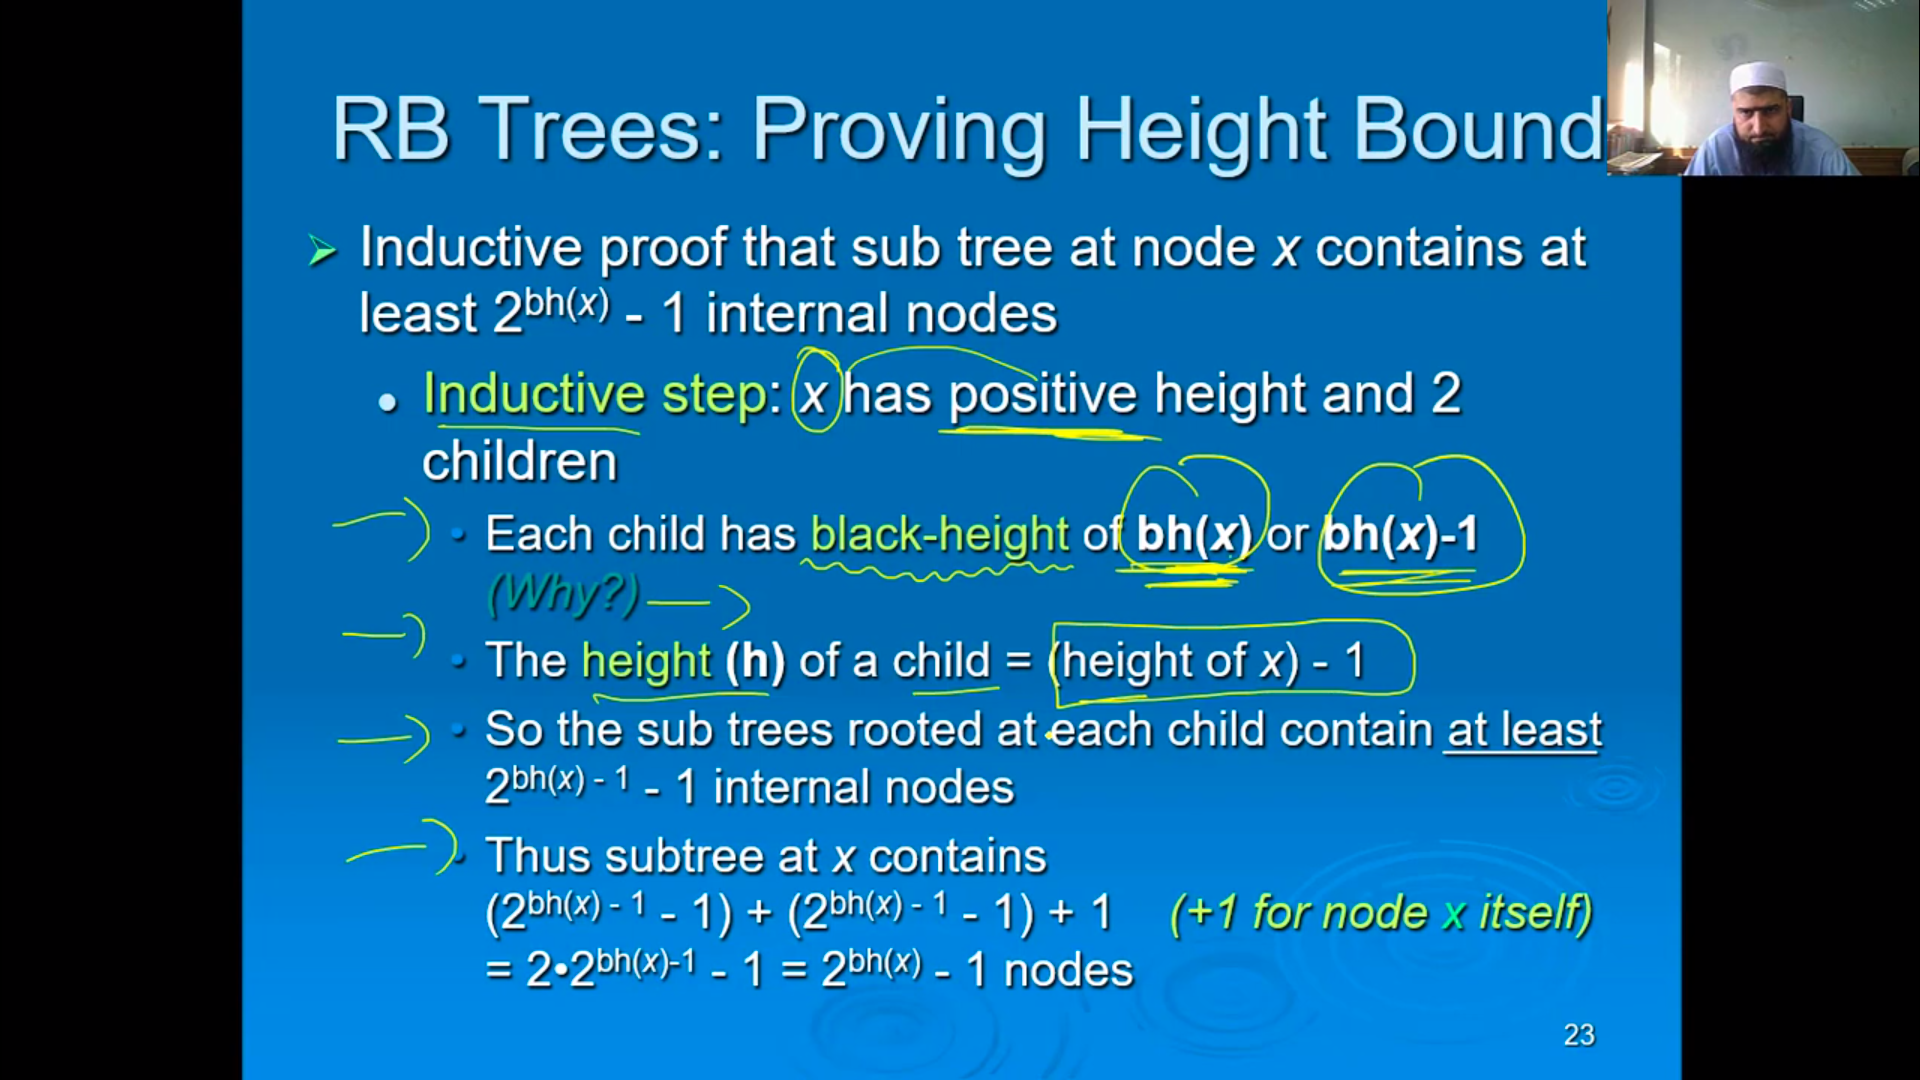 RB Trees: Proving Height Bound
➢ Inductive proof that sub tree at node x contains at
least 2^bh(x) - 1 internal nodes
• Inductive step: x has positive height and 2
children
• Each child has black-height of bh(x) or bh(x)-1
(Why?)
• The height (h) of a child = (height of x) - 1
• So the sub trees rooted at each child contain at least
2^bh(x) - 1 - 1 internal nodes
• Thus subtree at x contains
(2^bh(x) - 1 - 1) + (2^bh(x) - 1 - 1) + 1 (+1 for node x itself)
= 2•2^bh(x)-1 - 1 = 2^bh(x) - 1 nodes
23